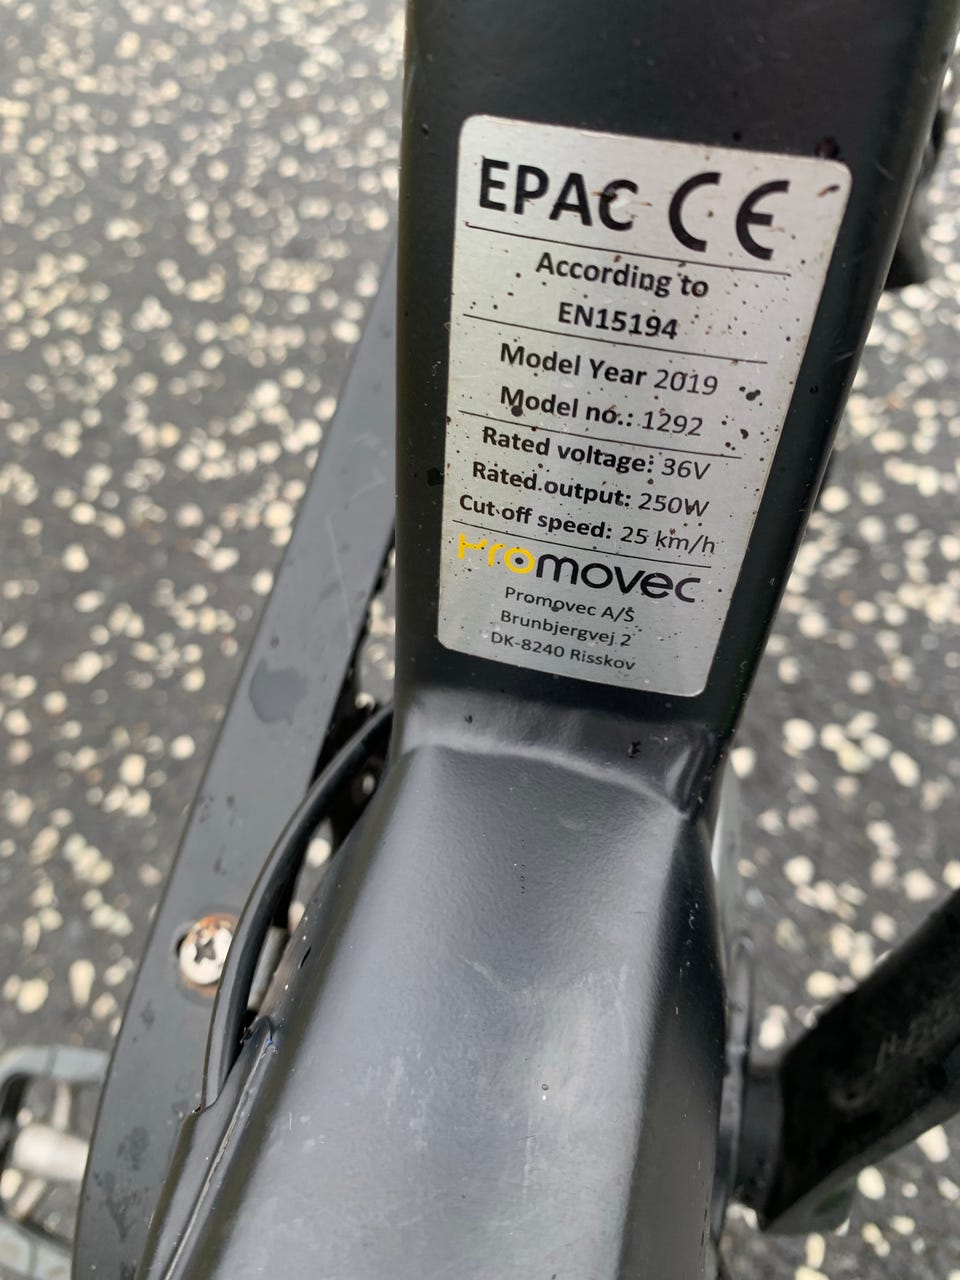 EPAC CE
According to
EN15194
Model Year 2019
Model no.: 1292
Rated voltage: 36V
Rated output: 250W
Cut off speed: 25 km/h
Promovec
Promovec A/S
Brunbjergvej 2
DK-8240 Risskov